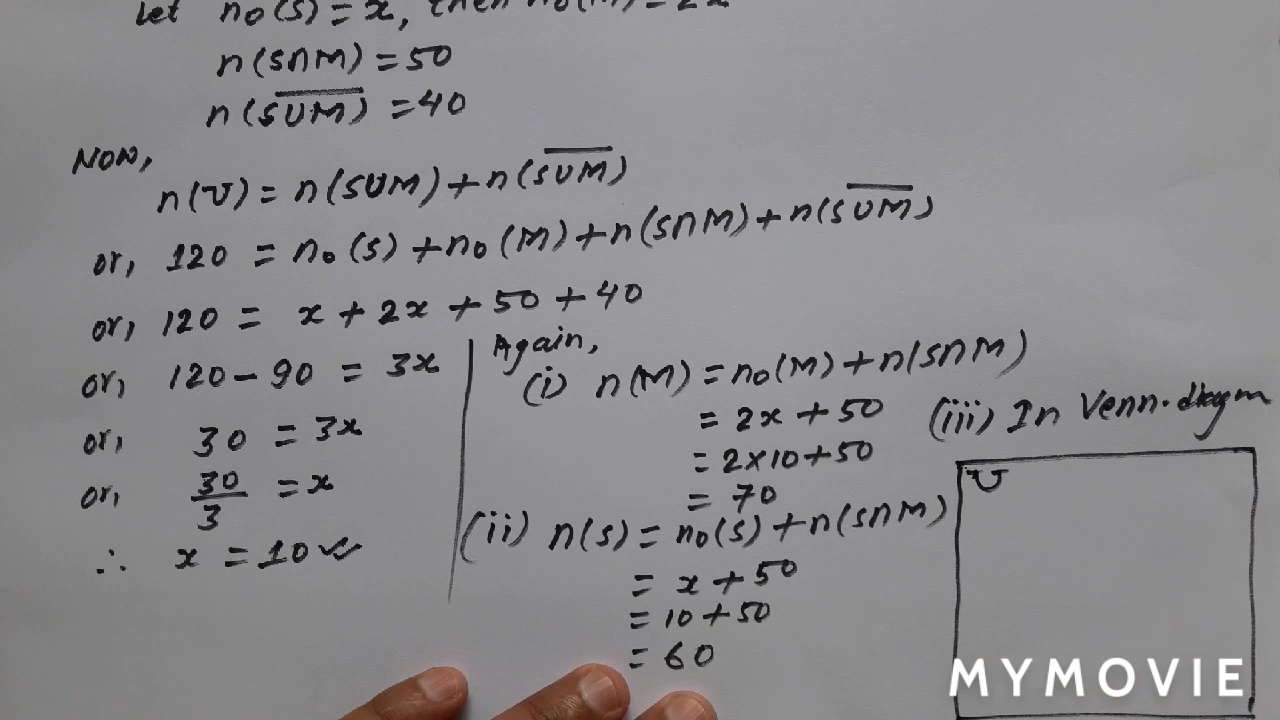 Let n₀(S) = x, then n₀(M) = 2x
n(S∩M) = 50
n(S̅U̅M̅) = 40
Now,
n(U) = n(SUM) + n(S̅U̅M̅)
or, 120 = n₀(S) + n₀(M) + n(S∩M) + n(S̅U̅M̅)
or, 120 = x + 2x + 50 + 40
or, 120 - 90 = 3x
or, 30 = 3x
or, 30/3 = x
∴ x = 10
Again,
(i) n(M) = n₀(M) + n(S∩M)
= 2x + 50
= 2×10+50
= 70
(ii) n(S) = n₀(S) + n(S∩M)
= x + 50
= 10 + 50
= 60
(iii) In Venn-diagm
U
MYMOVIE